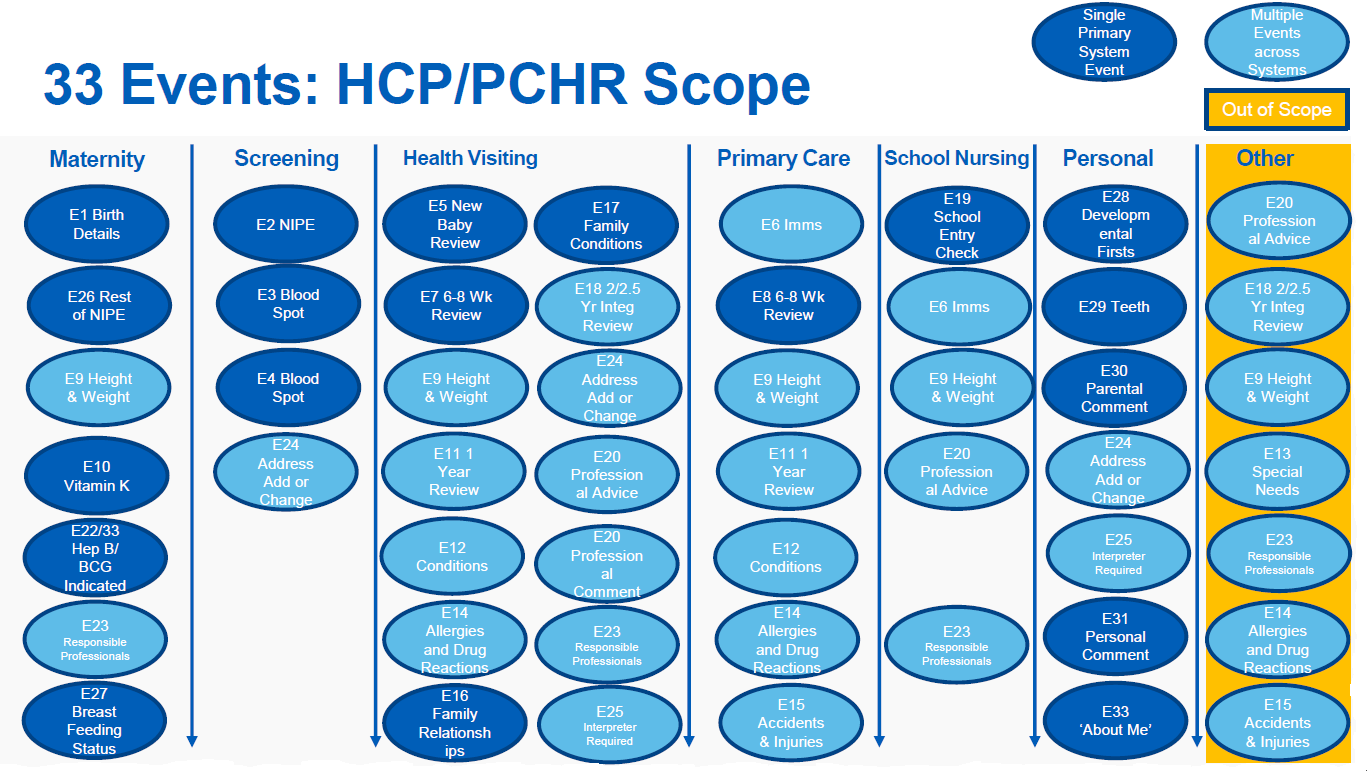 Single
Primary
System
Event
Multiple
Events
across
Systems
33 Events: HCP/PCHR Scope
Out of Scope
Maternity
E1 Birth
Details
E26 Rest
of NIPE
E9 Height
& Weight
E10
Vitamin K
E22/33
Hep B/
BCG
Indicated
E23
Responsible
Professionals
E27
Breast
Feeding
Status
Screening
E2 NIPE
E3 Blood
Spot
E4 Blood
Spot
E24
Address
Add or
Change
Health Visiting
E5 New
Baby
Review
E7 6-8 Wk
Review
E9 Height
& Weight
E11 1
Year
Review
E12
Conditions
E14
Allergies
and Drug
Reactions
E16
Family
Relationsh
ips
E17
Family
Conditions
E18 2/2.5
Yr Integ
Review
E24
Address
Add or
Change
E20
Profession
al Advice
E20
Profession
al
Comment
E23
Responsible
Professionals
E25
Interpreter
Required
Primary Care
E6 Imms
E8 6-8 Wk
Review
E9 Height
& Weight
E11 1
Year
Review
E12
Conditions
E14
Allergies
and Drug
Reactions
E15
Accidents
& Injuries
School Nursing
E19
School
Entry
Check
E6 Imms
E9 Height
& Weight
E20
Profession
al Advice
E23
Responsible
Professionals
Personal
E28
Developm
ental
Firsts
E29 Teeth
E30
Parental
Comment
E24
Address
Add or
Change
E25
Interpreter
Required
E31
Personal
Comment
E33
‘About Me’
Other
E20
Profession
al Advice
E18 2/2.5
Yr Integ
Review
E9 Height
& Weight
E13
Special
Needs
E23
Responsible
Professionals
E14
Allergies
and Drug
Reactions
E15
Accidents
& Injuries